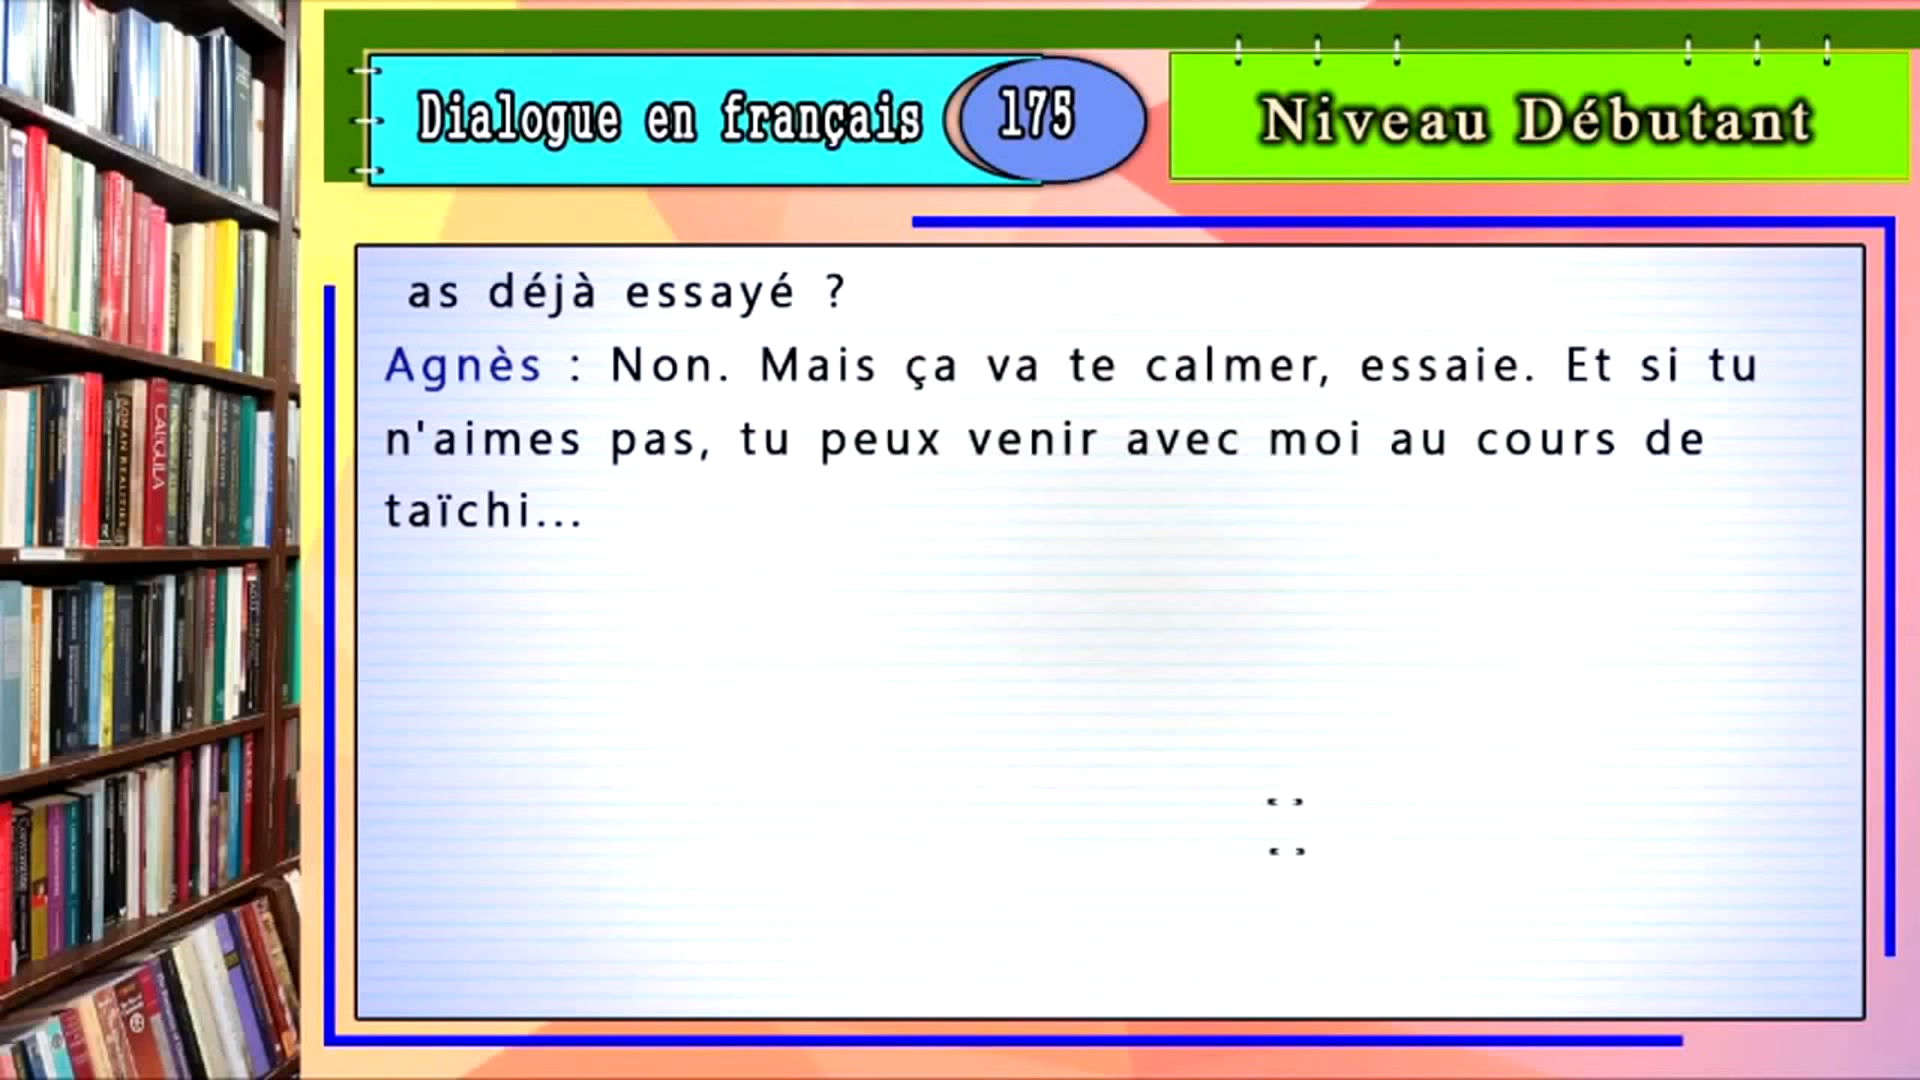 Dialogue en français 175
Niveau Débutant
as déjà essayé ?
Agnès : Non. Mais ça va te calmer, essaie. Et si tu
n'aimes pas, tu peux venir avec moi au cours de
taïchi...
CALIGULA